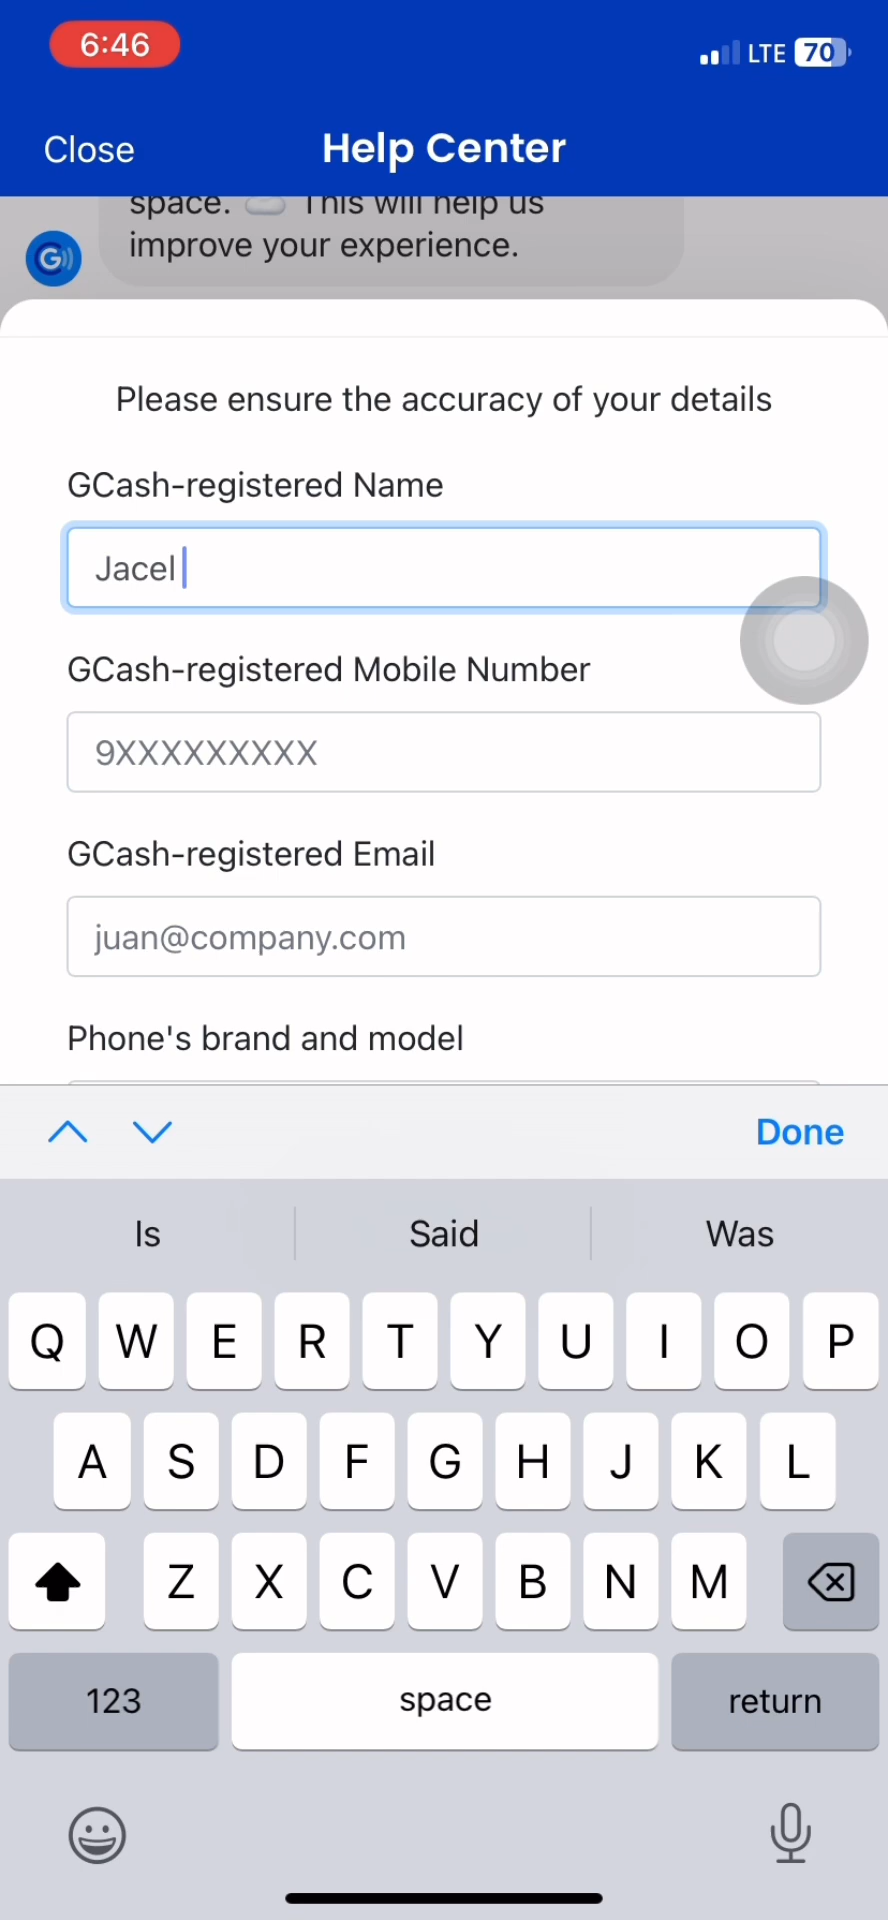 6:46
LTE 70
Close
Help Center
space. ☁️ This will help us
improve your experience.
Please ensure the accuracy of your details
GCash-registered Name
Jacel
GCash-registered Mobile Number
9XXXXXXXXX
GCash-registered Email
juan@company.com
Phone's brand and model
Done
Is Said Was
Q W E R T Y U I O P
A S D F G H J K L
Z X C V B N M
123 space return